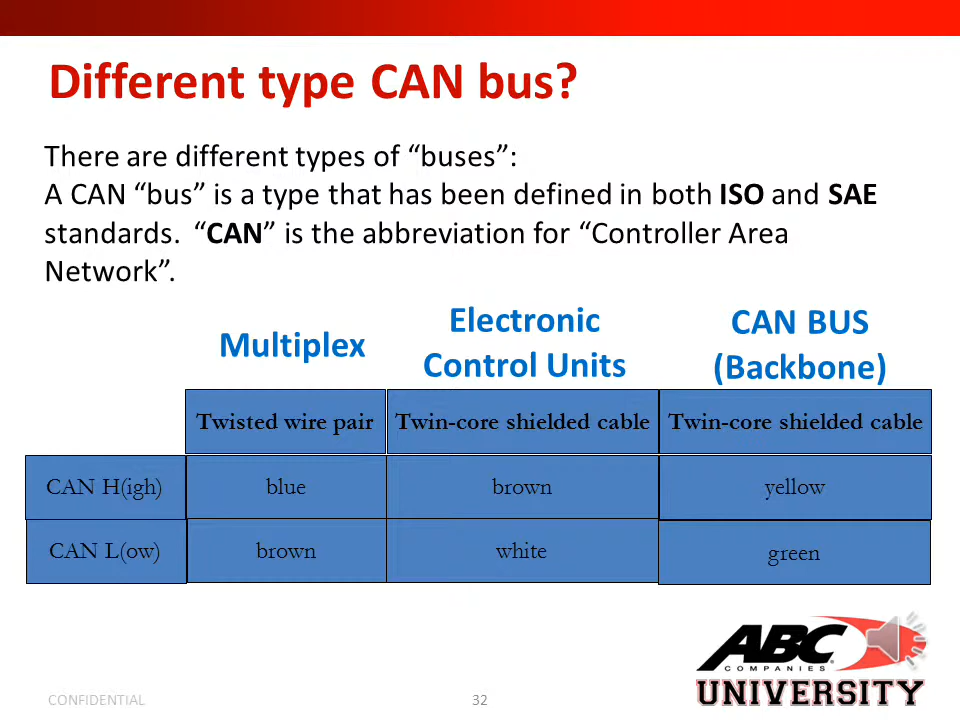 Different type CAN bus?
There are different types of “buses”:
A CAN “bus” is a type that has been defined in both ISO and SAE
standards. “CAN” is the abbreviation for “Controller Area
Network”.
Multiplex
Electronic
Control Units
CAN BUS
(Backbone)
Twisted wire pair
Twin-core shielded cable
Twin-core shielded cable
CAN H(igh)
blue
brown
yellow
CAN L(ow)
brown
white
green
ABC
COMPANIES
UNIVERSITY
CONFIDENTIAL
32